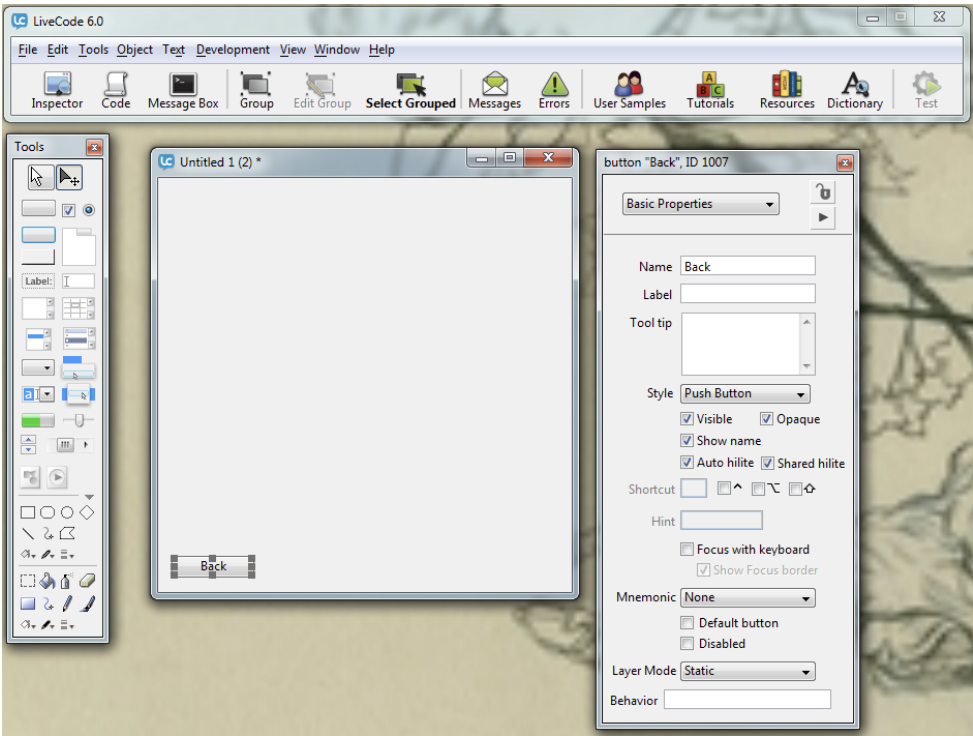 LiveCode 6.0
File Edit Tools Object Text Development View Window Help
Inspector Code Message Box Group Edit Group Select Grouped Messages Errors User Samples Tutorials Resources Dictionary Test
Tools
Label:
Untitled 1 (2) *
Back
button "Back", ID 1007
Basic Properties
Name Back
Label
Tool tip
Style Push Button
Visible Opaque
Show name
Auto hilite Shared hilite
Shortcut
Hint
Focus with keyboard
Show Focus border
Mnemonic None
Default button
Disabled
Layer Mode Static
Behavior